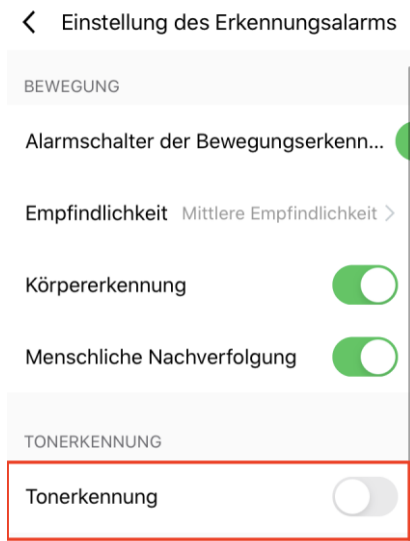 Einstellung des Erkennungsalarms
BEWEGUNG
Alarmschalter der Bewegungserkenn...
Empfindlichkeit Mittlere Empfindlichkeit >
Körpererkennung
Menschliche Nachverfolgung
TONERKENNUNG
Tonerkennung